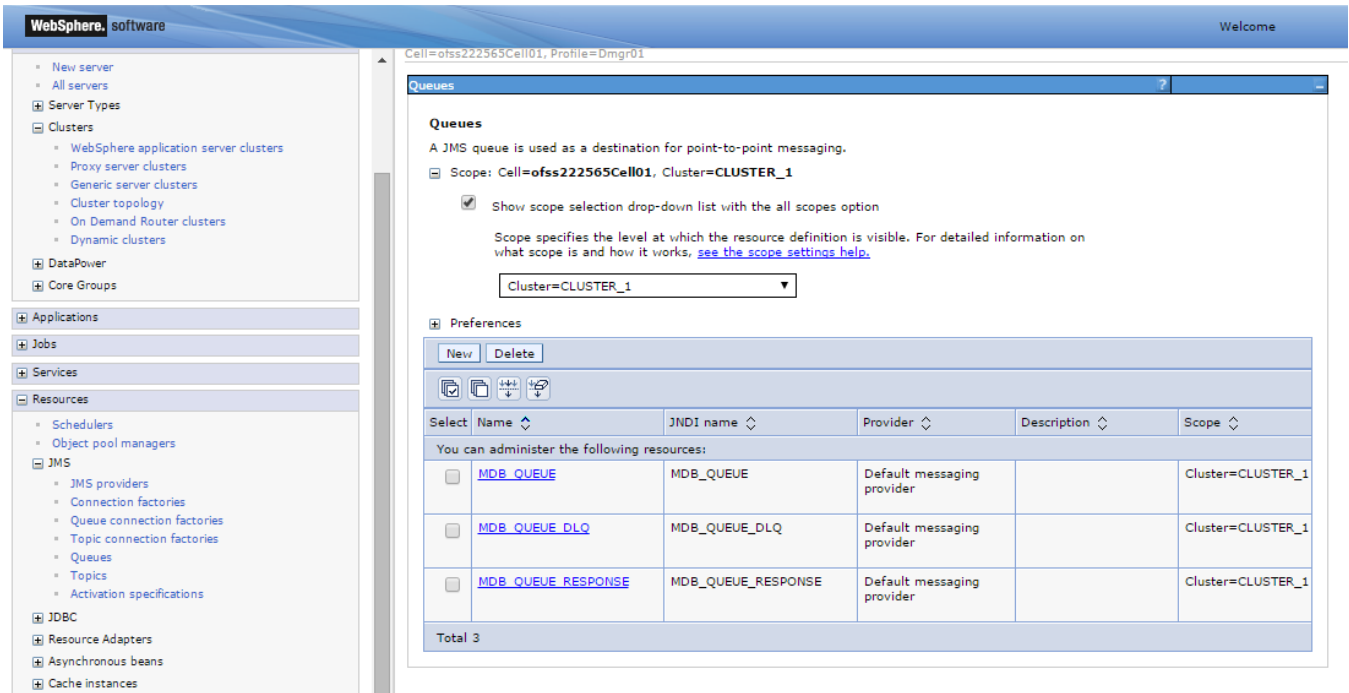 WebSphere. software
Welcome
New server
All servers
Server Types
Clusters
WebSphere application server clusters
Proxy server clusters
Generic server clusters
Cluster topology
On Demand Router clusters
Dynamic clusters
DataPower
Core Groups
Applications
Jobs
Services
Resources
Schedulers
Object pool managers
JMS
JMS providers
Connection factories
Queue connection factories
Topic connection factories
Queues
Topics
Activation specifications
JDBC
Resource Adapters
Asynchronous beans
Cache instances
Cell=ofss222565Cell01, Profile=Dmgr01
Queues ? -
Queues
A JMS queue is used as a destination for point-to-point messaging.
Scope: Cell=ofss222565Cell01, Cluster=CLUSTER_1
Show scope selection drop-down list with the all scopes option
Scope specifies the level at which the resource definition is visible. For detailed information on
what scope is and how it works, see the scope settings help.
Cluster=CLUSTER_1
Preferences
New Delete
Select Name JNDI name Provider Description Scope
You can administer the following resources:
MDB_QUEUE MDB_QUEUE Default messaging Cluster=CLUSTER_1
provider
MDB_QUEUE_DLQ MDB_QUEUE_DLQ Default messaging Cluster=CLUSTER_1
provider
MDB_QUEUE_RESPONSE MDB_QUEUE_RESPONSE Default messaging Cluster=CLUSTER_1
provider
Total 3